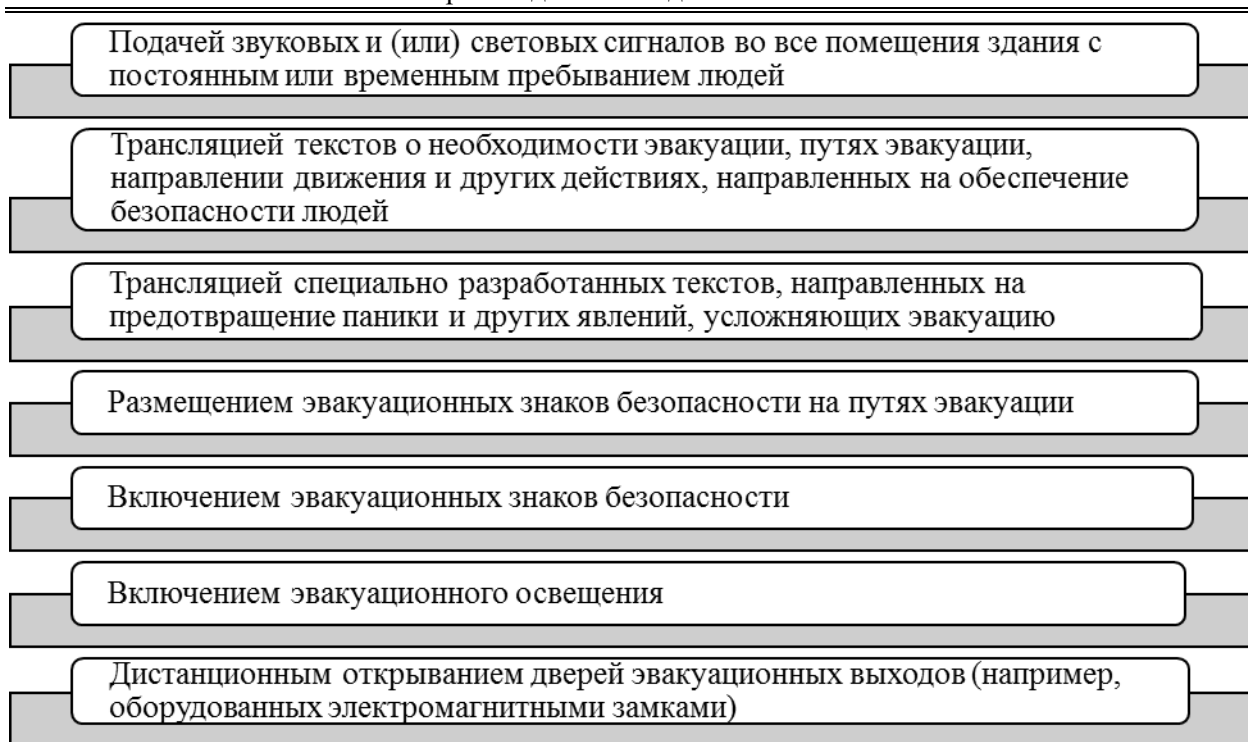 Подачей звуковых и (или) световых сигналов во все помещения здания с
постоянным или временным пребыванием людей
Трансляцией текстов о необходимости эвакуации, путях эвакуации,
направлении движения и других действиях, направленных на обеспечение
безопасности людей
Трансляцией специально разработанных текстов, направленных на
предотвращение паники и других явлений, усложняющих эвакуацию
Размещением эвакуационных знаков безопасности на путях эвакуации
Включением эвакуационных знаков безопасности
Включением эвакуационного освещения
Дистанционным открыванием дверей эвакуационных выходов (например,
оборудованных электромагнитными замками)